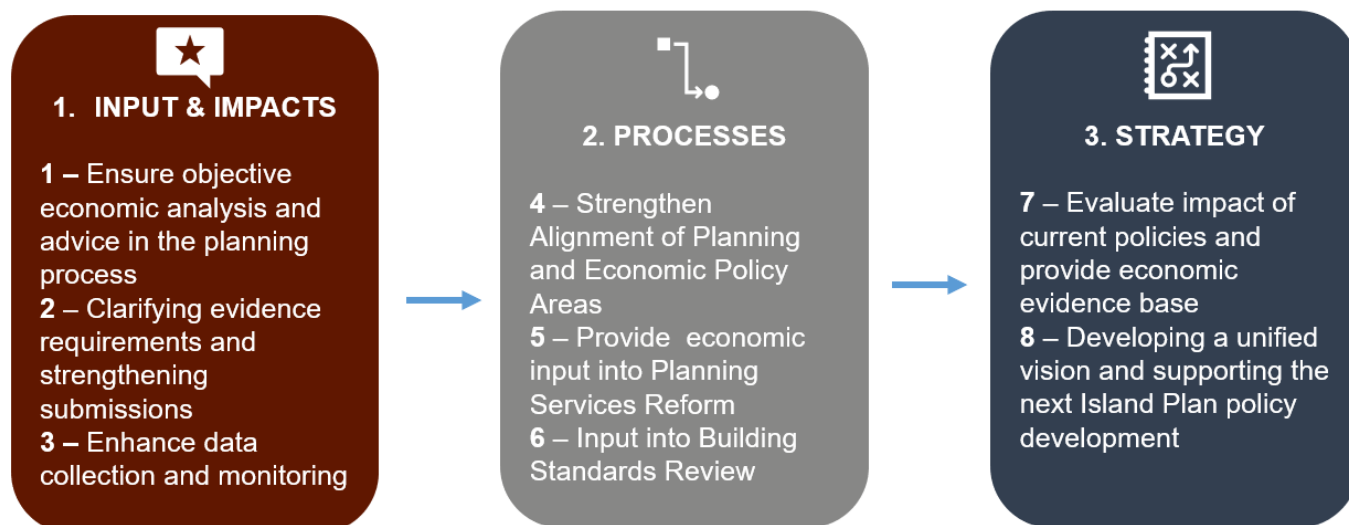 1. INPUT & IMPACTS
1 – Ensure objective
economic analysis and
advice in the planning
process
2 – Clarifying evidence
requirements and
strengthening
submissions
3 – Enhance data
collection and monitoring
2. PROCESSES
4 – Strengthen
Alignment of Planning
and Economic Policy
Areas
5 – Provide  economic
input into Planning
Services Reform
6 – Input into Building
Standards Review
3. STRATEGY
7 – Evaluate impact of
current policies and
provide economic
evidence base
8 – Developing a unified
vision and supporting the
next Island Plan policy
development